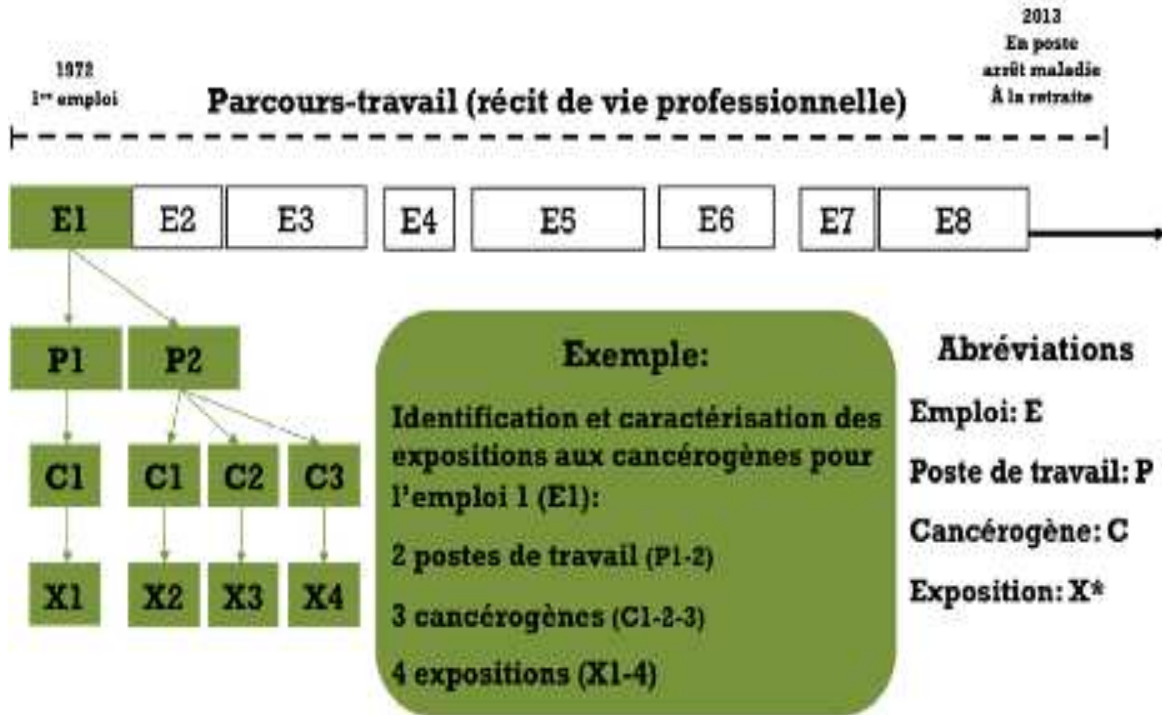 1972
1er emploi
2013
En poste
arrêt maladie
À la retraite
Parcours-travail (récit de vie professionnelle)
E1 E2 E3 E4 E5 E6 E7 E8
P1 P2
C1 C1 C2 C3
X1 X2 X3 X4
Exemple:
Identification et caractérisation des
expositions aux cancérogènes pour
l'emploi 1 (E1):
2 postes de travail (P1-2)
3 cancérogènes (C1-2-3)
4 expositions (X1-4)
Abréviations
Emploi: E
Poste de travail: P
Cancérogène: C
Exposition: X*